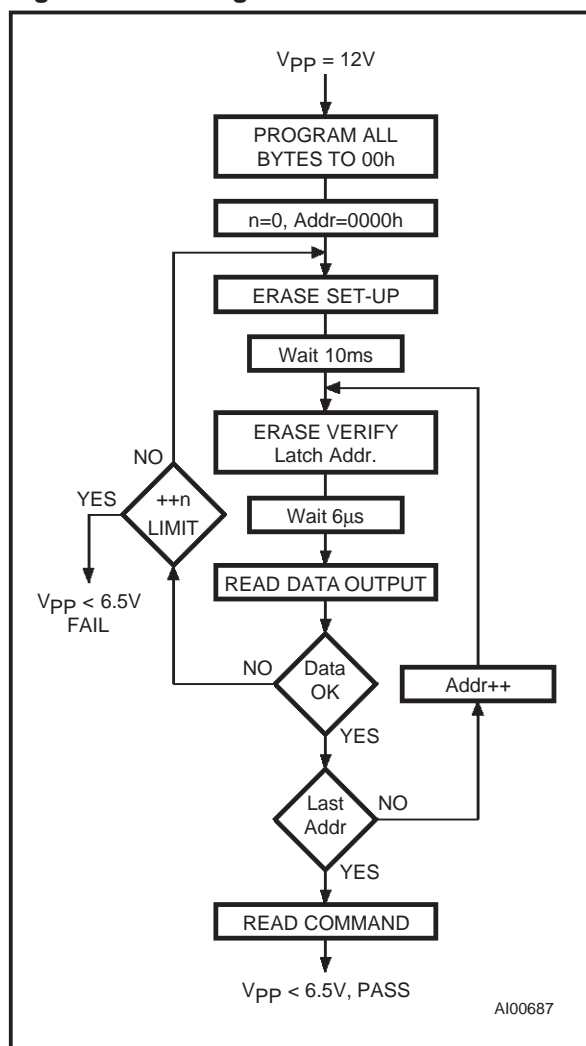 VPP = 12V
PROGRAM ALL
BYTES TO 00h
n=0, Addr=0000h
ERASE SET-UP
Wait 10ms
ERASE VERIFY
Latch Addr.
NO
YES
++n
LIMIT
Wait 6µs
READ DATA OUTPUT
VPP < 6.5V
FAIL
NO
Data
OK
Addr++
YES
Last
Addr
NO
YES
READ COMMAND
VPP < 6.5V, PASS
AI00687